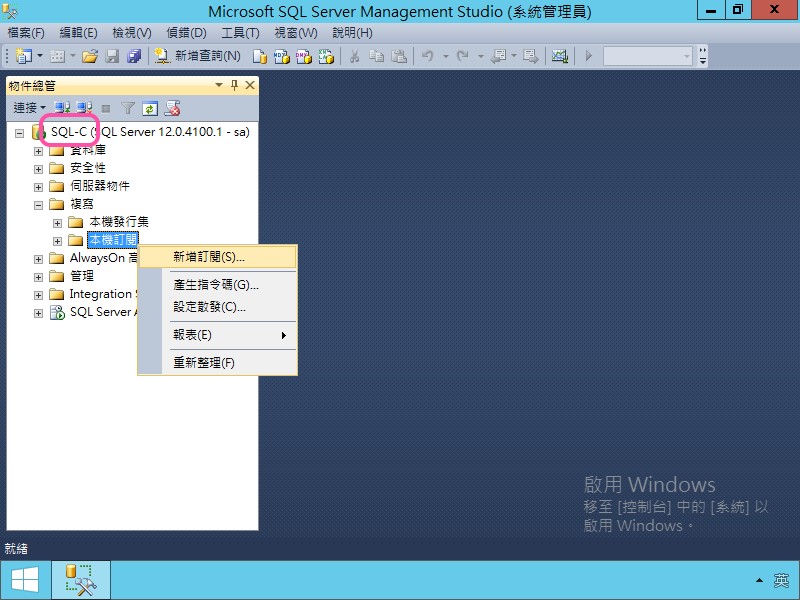 Microsoft SQL Server Management Studio (系統管理員)
檔案(F) 編輯(E) 檢視(V) 偵錯(D) 工具(T) 視窗(W) 說明(H)
新增查詢(N)
物件總管
連接
SQL-C (SQL Server 12.0.4100.1 - sa)
資料庫
安全性
伺服器物件
複寫
本機發行集
本機訂閱
新增訂閱(S)...
AlwaysOn 高
管理
產生指令碼(G)...
Integration S
設定散發(C)...
SQL Server A
報表(E)
重新整理(F)
啟用 Windows
移至 [控制台] 中的 [系統] 以
啟用 Windows。
就緒
英